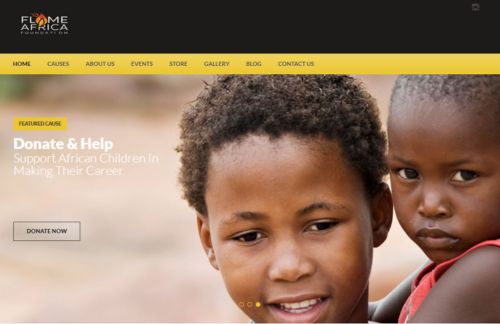 FLAME
AFRICA
FOUNDATION
HOME CAUSES ABOUT US EVENTS STORE GALLERY BLOG CONTACT US
FEATURED CAUSE
Donate & Help
Support African Children In
Making Their Career
DONATE NOW